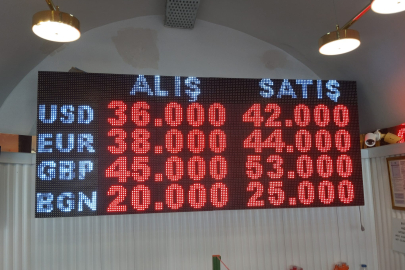 ALIŞ SATIŞ
USD 36.000 42.000
EUR 38.000 44.000
GBP 45.000 53.000
BGN 20.000 25.000